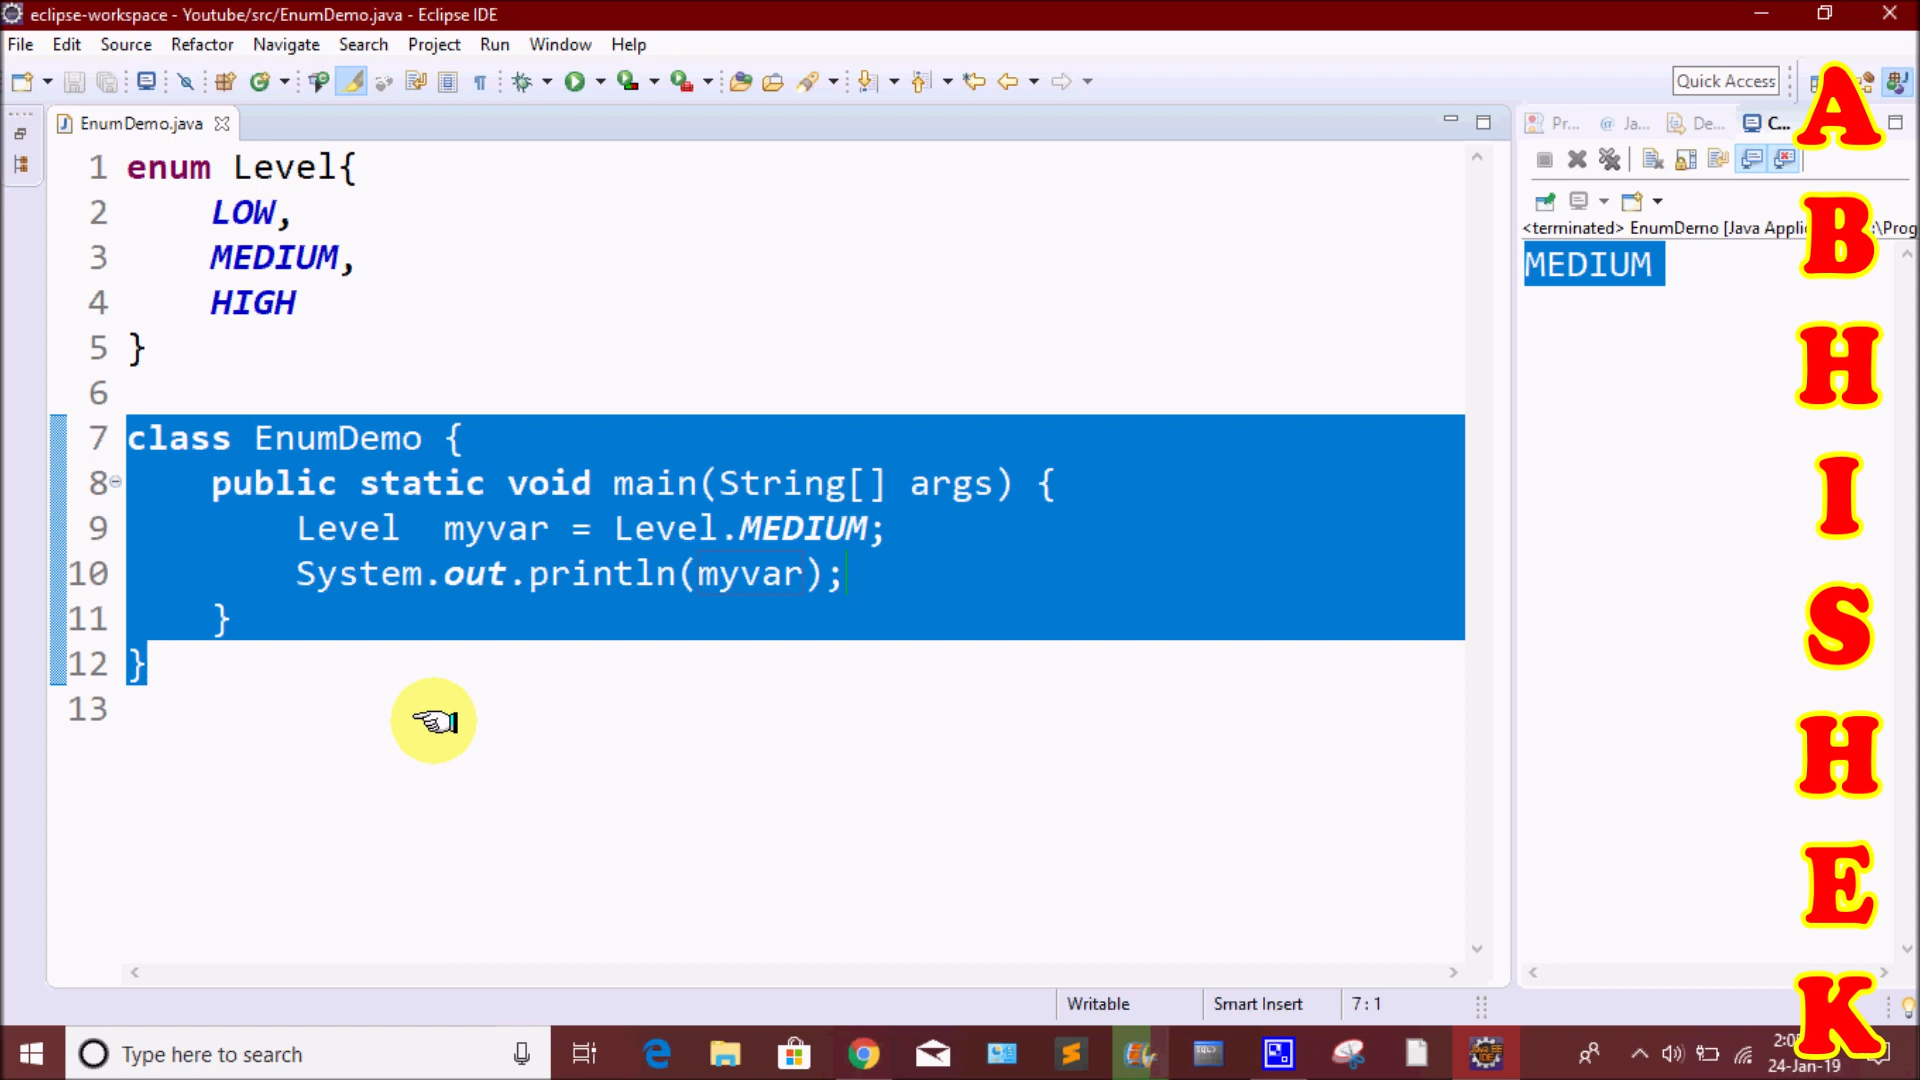 eclipse-workspace - Youtube/src/EnumDemo.java - Eclipse IDE
File Edit Source Refactor Navigate Search Project Run Window Help
Quick Access
EnumDemo.java
Pr... @ Ja... De... C...
1 enum Level{
2 LOW,
3 MEDIUM,
4 HIGH
5 }
6
7 class EnumDemo {
8 public static void main(String[] args) {
9 Level myvar = Level.MEDIUM;
10 System.out.println(myvar);
11 }
12 }
13
<terminated> EnumDemo [Java Appli :\Prog
MEDIUM
A
B
H
I
S
H
E
K
Writable Smart Insert 7 : 1
Type here to search
24-Jan-19